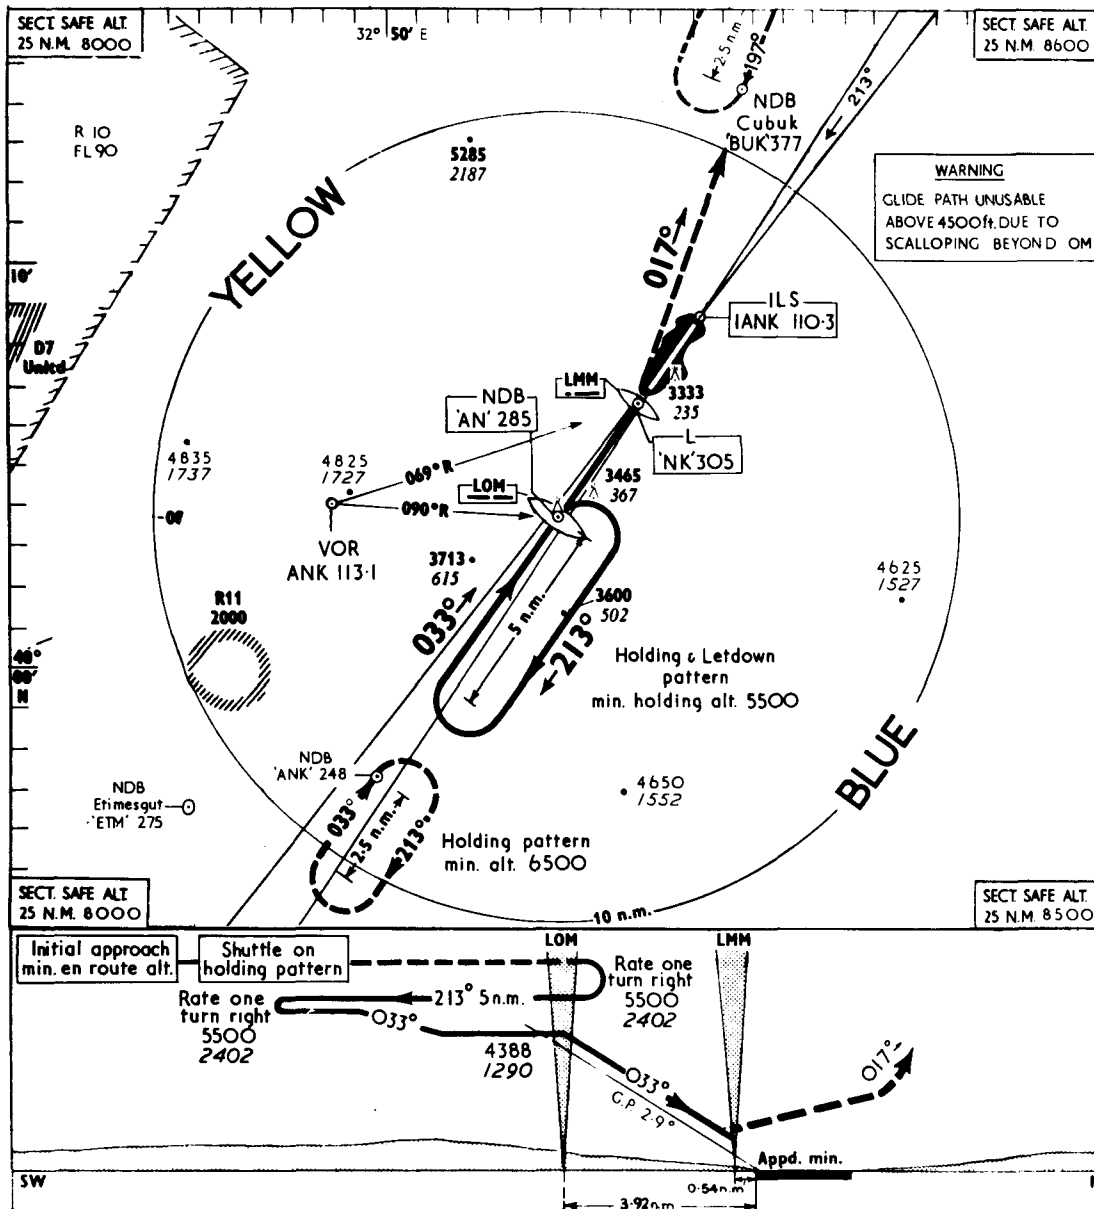 SECT. SAFE ALT.
25 N.M. 8000
32° 50' E
SECT. SAFE ALT.
25 N.M. 8600
2·5 n.m.
197°
213°
NDB
Cubuk
'BUK' 377
R 10
FL 90
5285
2187
WARNING
GLIDE PATH UNUSABLE
ABOVE 4500ft. DUE TO
SCALLOPING BEYOND OM
YELLOW
017°
10'
ILS
IANK 110·3
D7
Unltd
LMM
3333
235
NDB
'AN' 285
L
'NK' 305
4835
1737
4825
1727
069° R
LOM
3465
367
090° R
VOR
ANK 113·1
3713
615
4625
1527
R11
2000
033°
5 n.m.
3600
502
213°
40°
00'
N
Holding & Letdown
pattern
min. holding alt. 5500
BLUE
NDB
'ANK' 248
NDB
Etimesgut
'ETM' 275
4650
1552
033°
2·5 n.m.
213°
Holding pattern
min. alt. 6500
SECT. SAFE ALT.
25 N.M. 8000
10 n.m.
SECT. SAFE ALT.
25 N.M. 8500
Initial approach
min. en route alt.
Shuttle on
holding pattern
LOM
LMM
Rate one
turn right
5500
2402
213° 5 n.m.
Rate one
turn right
5500
2402
033°
4388
1290
033°
G.P. 2·9°
017°
Appd. min.
SW
0·54n.m.
3·92n.m.